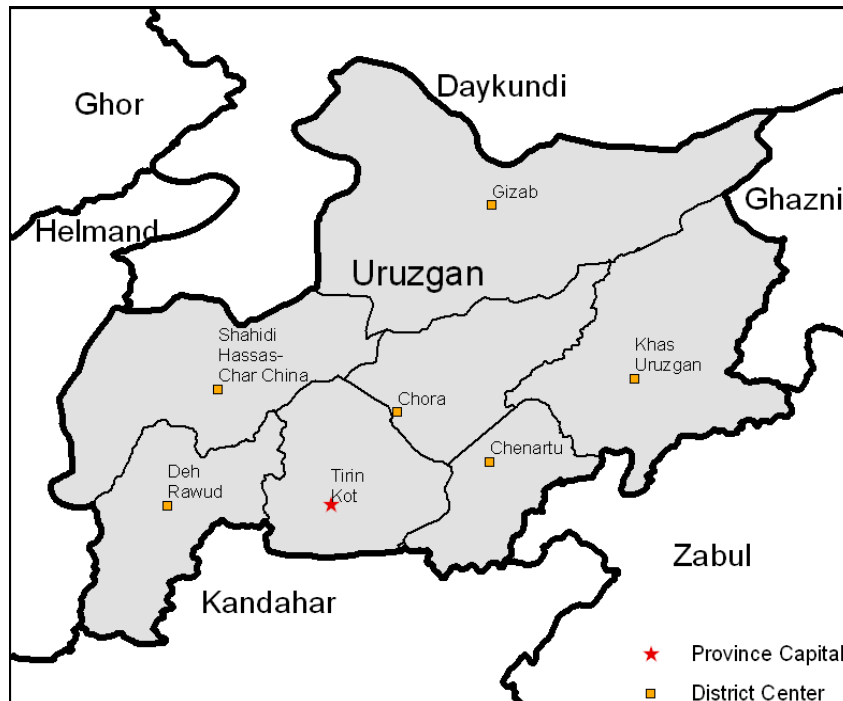 Daykundi
Ghor
Gizab
Ghazni
Helmand
Uruzgan
Shahidi
Hassas-
Char China
Khas
Uruzgan
Chora
Chenartu
Deh
Rawud
Tirin
Kot
Zabul
Kandahar
Province Capital
District Center